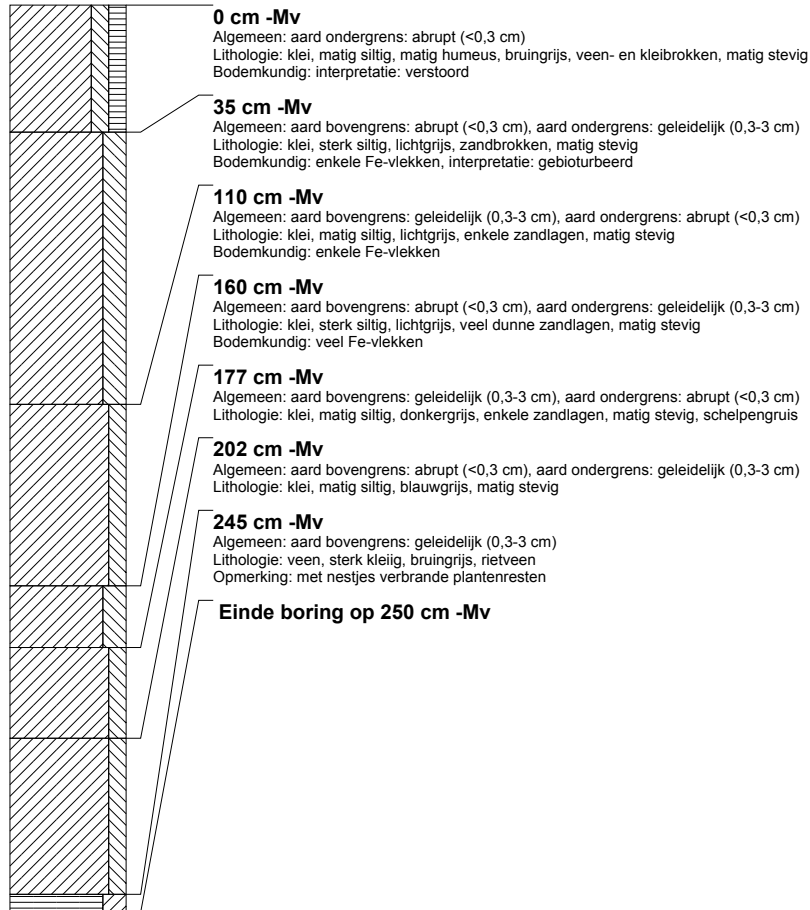 0 cm -Mv
Algemeen: aard ondergrens: abrupt (<0,3 cm)
Lithologie: klei, matig siltig, matig humeus, bruingrijs, veen- en kleibrokken, matig stevig
Bodemkundig: interpretatie: verstoord
35 cm -Mv
Algemeen: aard bovengrens: abrupt (<0,3 cm), aard ondergrens: geleidelijk (0,3-3 cm)
Lithologie: klei, sterk siltig, lichtgrijs, zandbrokken, matig stevig
Bodemkundig: enkele Fe-vlekken, interpretatie: gebioturbeerd
110 cm -Mv
Algemeen: aard bovengrens: geleidelijk (0,3-3 cm), aard ondergrens: abrupt (<0,3 cm)
Lithologie: klei, matig siltig, lichtgrijs, enkele zandlagen, matig stevig
Bodemkundig: enkele Fe-vlekken
160 cm -Mv
Algemeen: aard bovengrens: abrupt (<0,3 cm), aard ondergrens: geleidelijk (0,3-3 cm)
Lithologie: klei, sterk siltig, lichtgrijs, veel dunne zandlagen, matig stevig
Bodemkundig: veel Fe-vlekken
177 cm -Mv
Algemeen: aard bovengrens: geleidelijk (0,3-3 cm), aard ondergrens: abrupt (<0,3 cm)
Lithologie: klei, matig siltig, donkergrijs, enkele zandlagen, matig stevig, schelpengruis
202 cm -Mv
Algemeen: aard bovengrens: abrupt (<0,3 cm), aard ondergrens: geleidelijk (0,3-3 cm)
Lithologie: klei, matig siltig, blauwgrijs, matig stevig
245 cm -Mv
Algemeen: aard bovengrens: geleidelijk (0,3-3 cm)
Lithologie: veen, sterk kleiig, bruingrijs, rietveen
Opmerking: met nestjes verbrande plantenresten
Einde boring op 250 cm -Mv